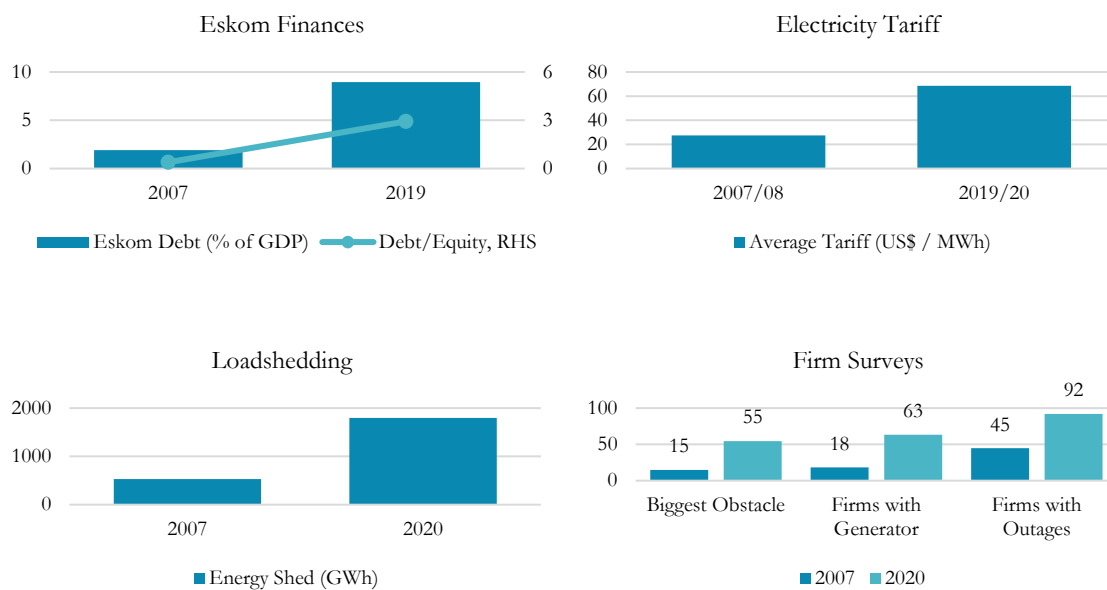 Eskom Finances
10
5
0
6
3
0
2007
2019
Eskom Debt (% of GDP)
Debt/Equity, RHS
Electricity Tariff
80
60
40
20
0
2007/08
2019/20
Average Tariff (US$ / MWh)
Loadshedding
2000
1000
0
2007
2020
Energy Shed (GWh)
Firm Surveys
100
50
0
15
55
18
63
45
92
Biggest Obstacle
Firms with
Generator
Firms with
Outages
2007
2020